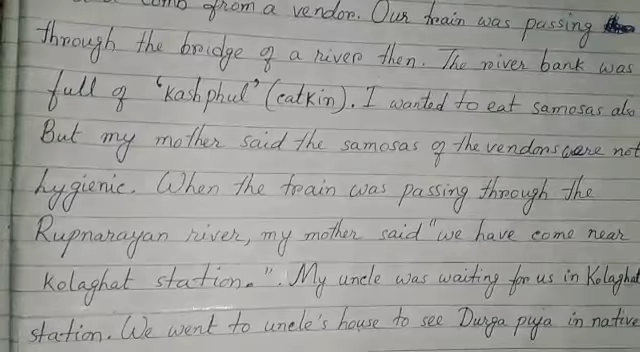 comb from a vendor. Our train was passing
through the bridge of a river then. The river bank was
full of 'Kashphul' (catkin). I wanted to eat samosas also
But my mother said the samosas of the vendors were not
hygienic. When the train was passing through the
Rupnarayan river, my mother said "we have come near
Kolaghat station.". My uncle was waiting for us in Kolaghat
station. We went to uncle's house to see Durga puja in native